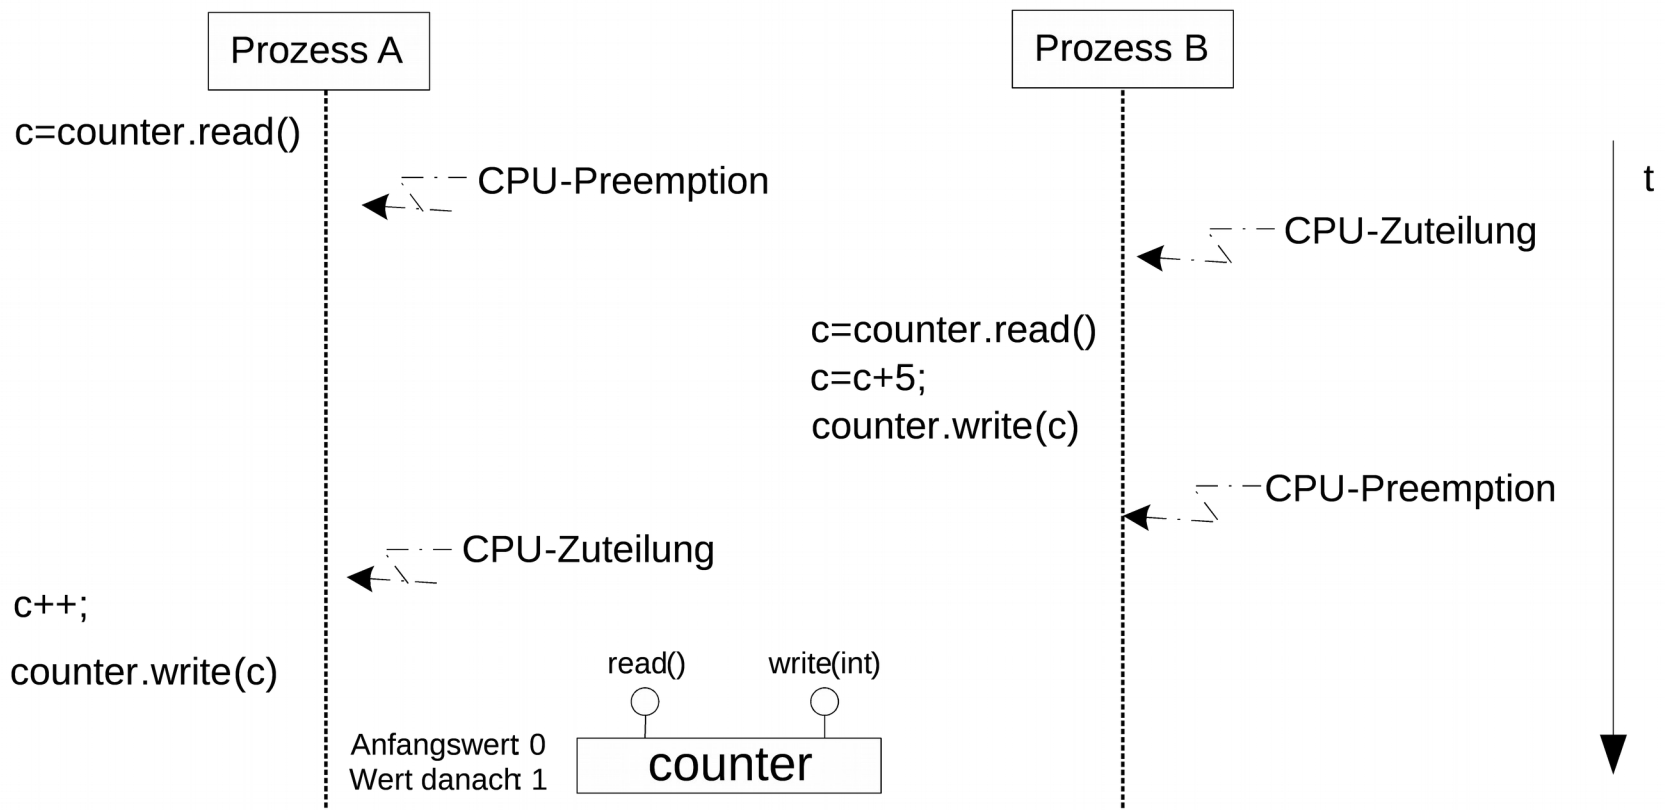 Prozess A
Prozess B
c=counter.read()
CPU-Preemption
t
CPU-Zuteilung
c=counter.read()
c=c+5;
counter.write(c)
CPU-Preemption
CPU-Zuteilung
c++;
counter.write(c)
read()
write(int)
Anfangswert: 0
Wert danach: 1
counter